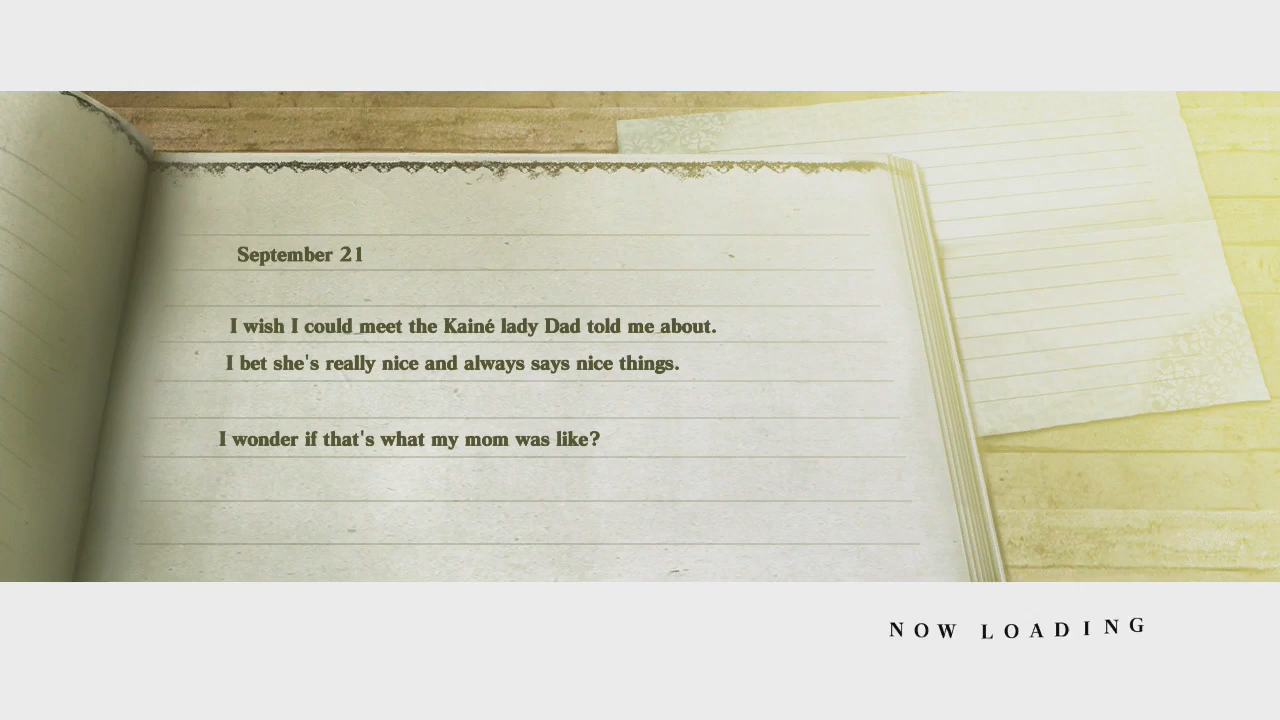 September 21
I wish I could meet the Kainé lady Dad told me about.
I bet she's really nice and always says nice things.
I wonder if that's what my mom was like?
NOW LOADING